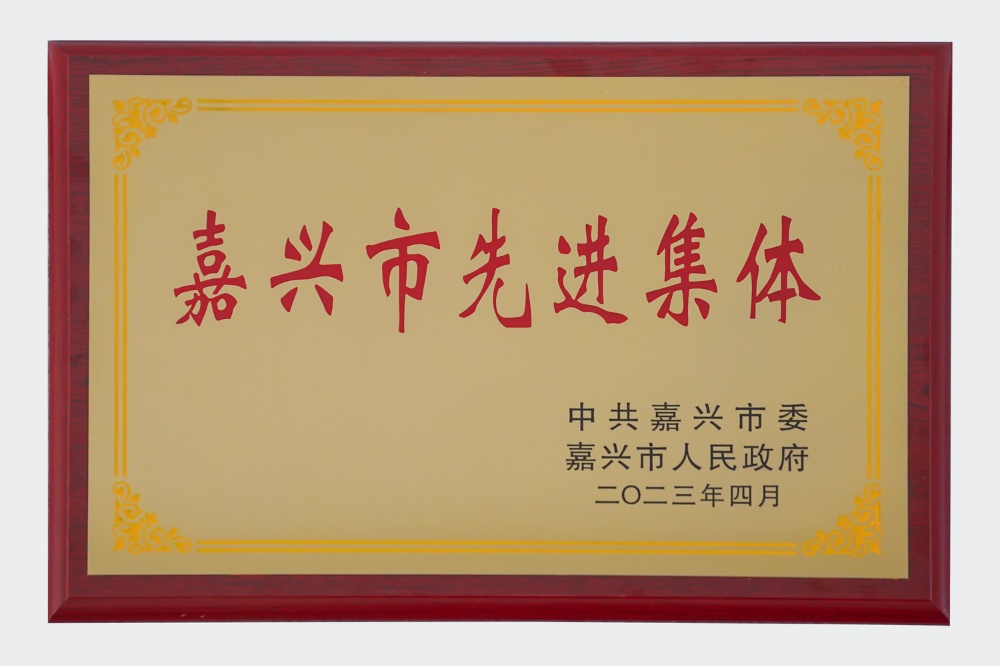 嘉兴市先进集体
中共嘉兴市委
嘉兴市人民政府
二〇二三年四月